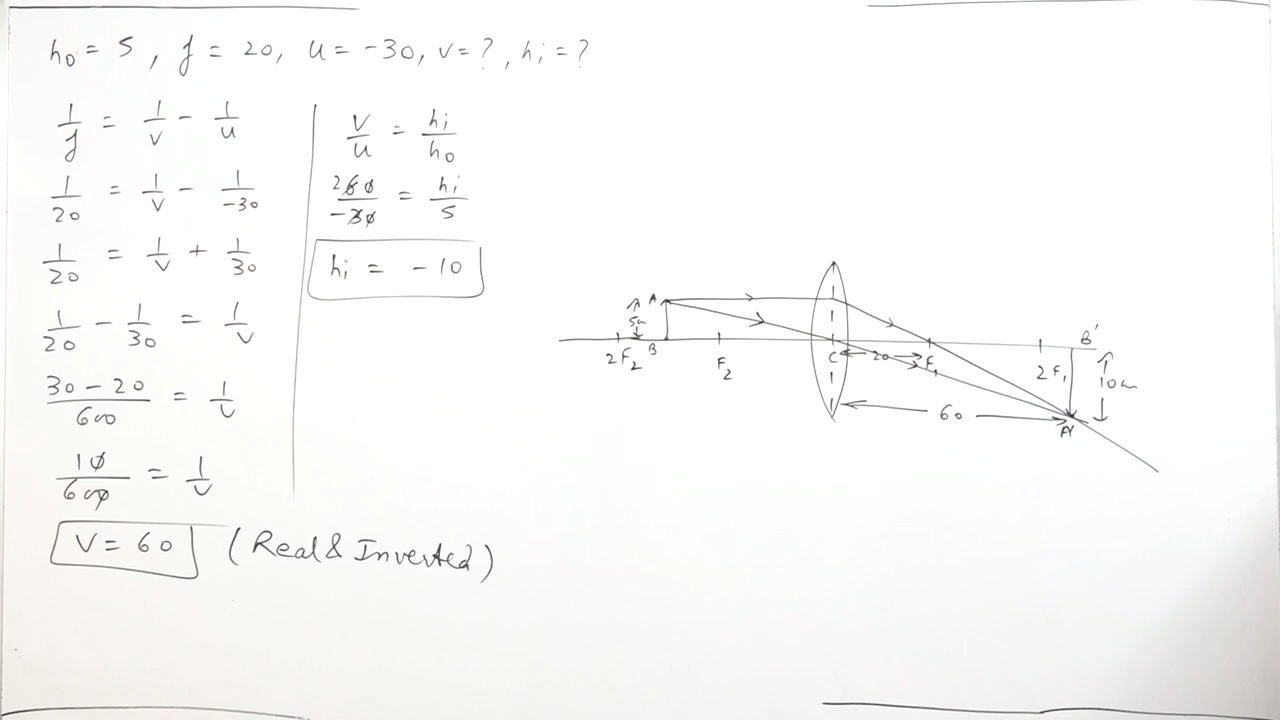 h₀ = 5, f = 20, u = -30, v = ?, hi = ?
1/f = 1/v - 1/u
1/20 = 1/v - 1/-30
1/20 = 1/v + 1/30
1/20 - 1/30 = 1/v
30 - 20/600 = 1/v
10/600 = 1/v
V = 60 (Real & Inverted)
v/u = hi/h₀
260/-30 = hi/5
hi = -10
A
5cm
B
2F₂
F₂
C
20
F₁
2F₁
B'
10cm
60
A'